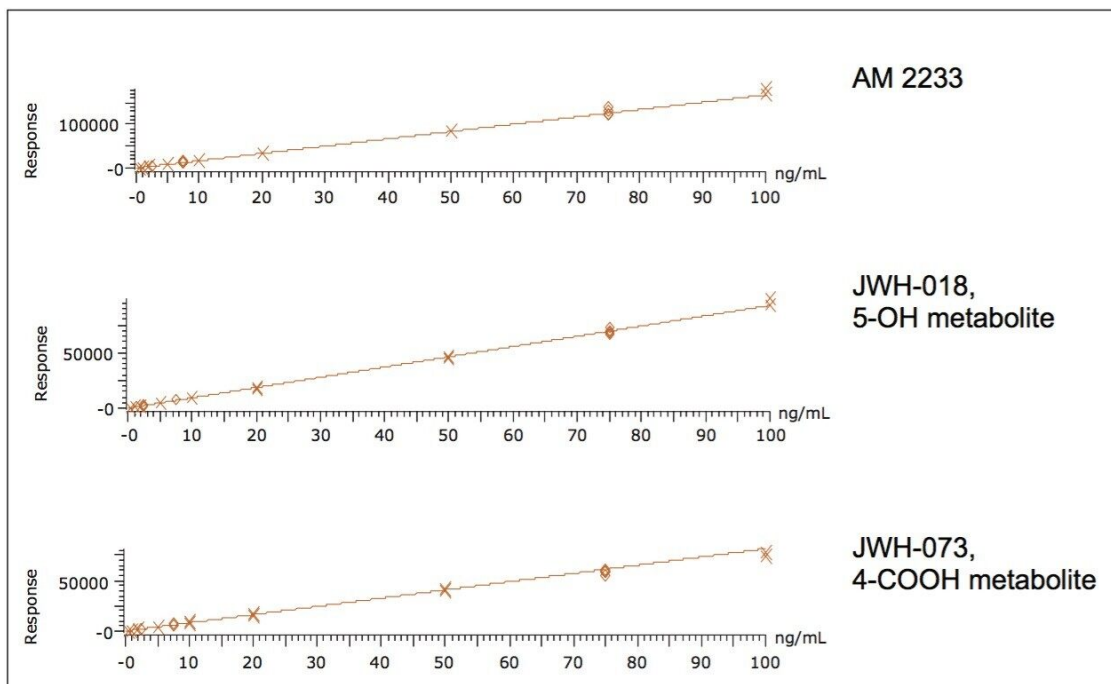 AM 2233
Response
100000
-0
ng/mL
-0 10 20 30 40 50 60 70 80 90 100
JWH-018,
5-OH metabolite
Response
50000
-0
ng/mL
-0 10 20 30 40 50 60 70 80 90 100
JWH-073,
4-COOH metabolite
Response
50000
-0
ng/mL
-0 10 20 30 40 50 60 70 80 90 100